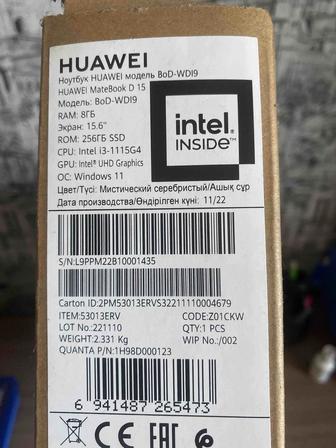 HUAWEI
Ноутбук HUAWEI модель BoD-WDI9
HUAWEI MateBook D 15
Модель: BoD-WDI9
RAM: 8ГБ
Экран: 15.6"
ROM: 256ГБ SSD
CPU: Intel i3-1115G4
GPU: Intel® UHD Graphics
ОС: Windows 11
intel
INSIDE™
Цвет/Түсі: Мистический серебристый/Ашық сұр
Дата производства/Өндірілген күні: 11/22
S/N:L9PPM22B10001435
Carton ID:2PM53013ERVS32211110004679
ITEM:53013ERV
CODE:Z01CKW
LOT No.:221110
QTY:1 PCS
WEIGHT:2.331 Kg
WIP No.:/002
QUANTA P/N:1H98D000123
6 941487 265473
CE EAC